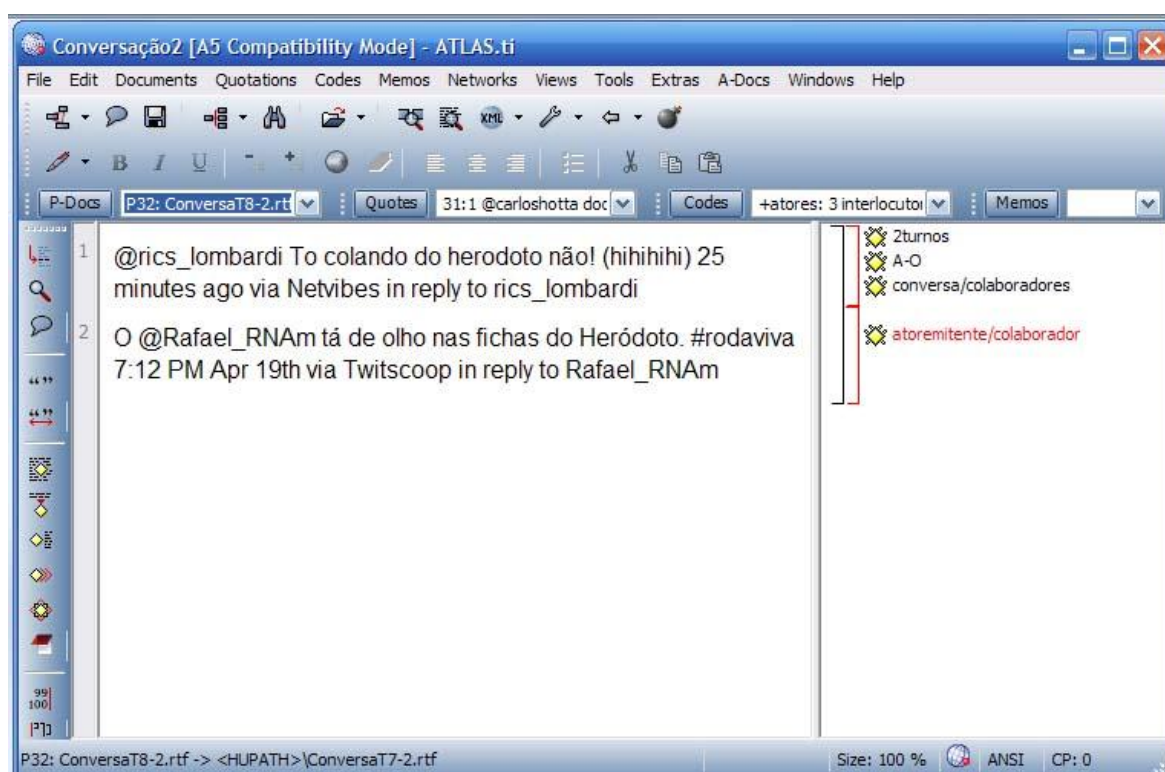 Conversação2 [A5 Compatibility Mode] - ATLAS.ti
File Edit Documents Quotations Codes Memos Networks Views Tools Extras A-Docs Windows Help
XML
B I U
P-Docs P32: ConversaT8-2.rtf Quotes 31:1 @carloshotta doc Codes +atores: 3 interlocutor Memos
1 @rics_lombardi To colando do herodoto não! (hihihihi) 25
minutes ago via Netvibes in reply to rics_lombardi
2 O @Rafael_RNAm tá de olho nas fichas do Heródoto. #rodaviva
7:12 PM Apr 19th via Twitscoop in reply to Rafael_RNAm
2turnos
A-O
conversa/colaboradores
atoremitente/colaborador
99
100
P32: ConversaT8-2.rtf -> <HUPATH>\ConversaT7-2.rtf Size: 100 % ANSI CP: 0